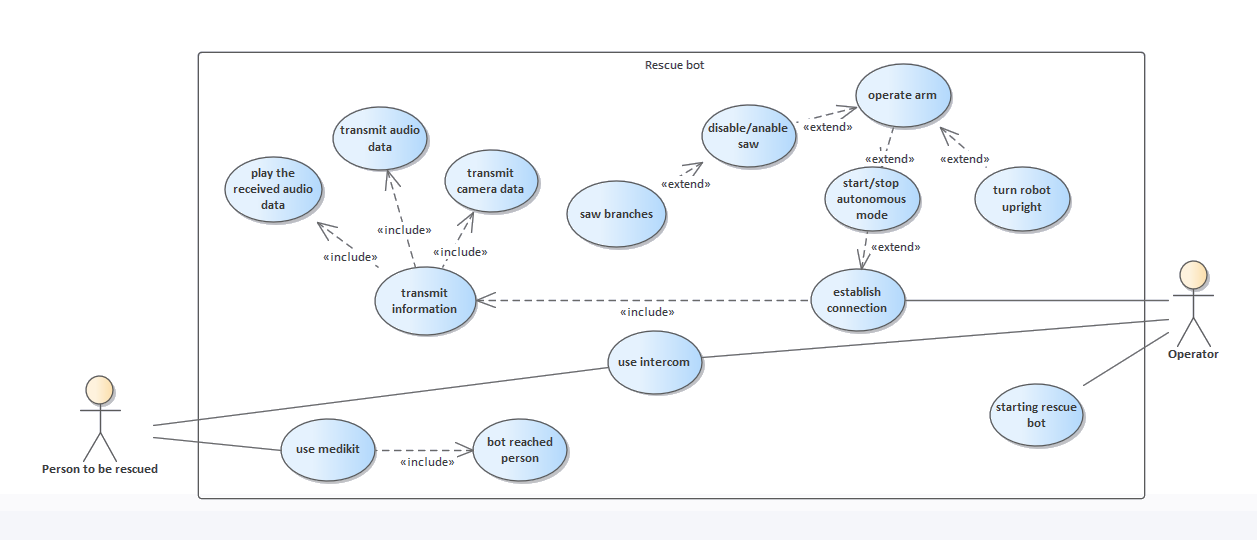 Rescue bot
operate arm
transmit audio
data
disable/anable
saw
«extend»
play the
received audio
data
transmit
camera data
«extend»
«extend»
«extend»
start/stop
autonomous
mode
turn robot
upright
saw branches
«include»
«include»
«include»
«extend»
transmit
information
establish
connection
«include»
Operator
use intercom
starting rescue
bot
use medikit
bot reached
person
«include»
Person to be rescued